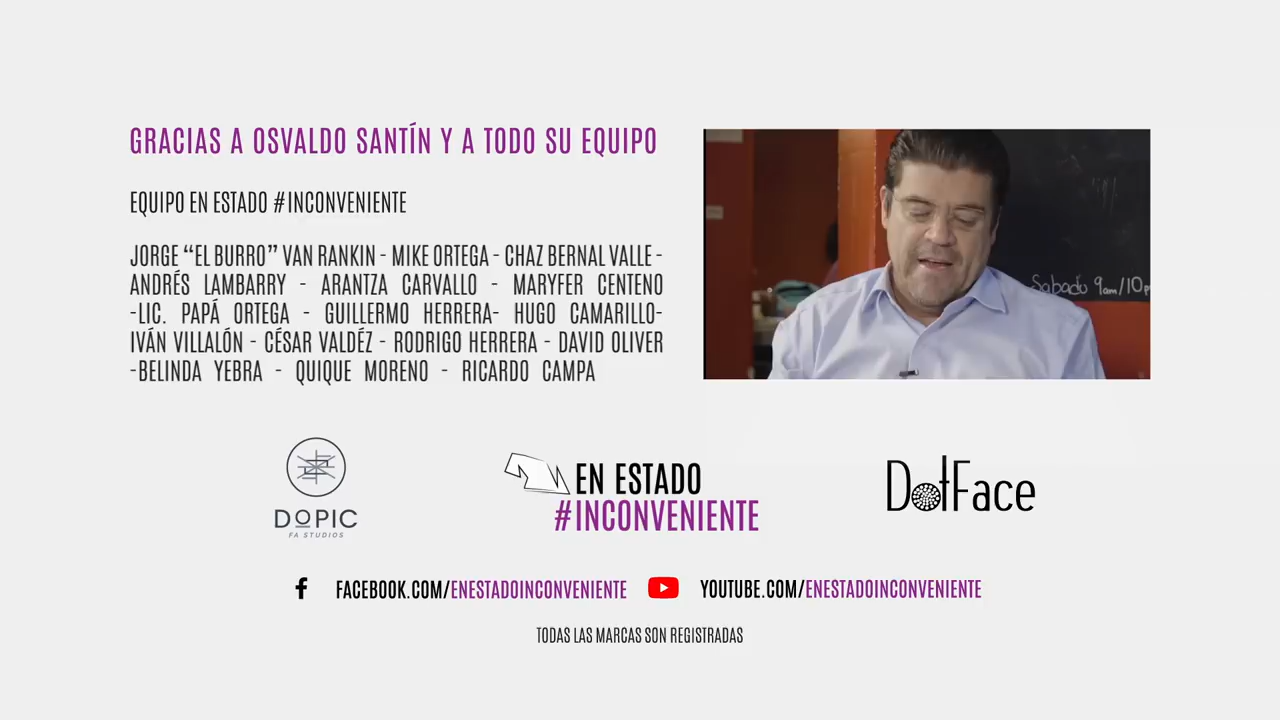 GRACIAS A OSVALDO SANTÍN Y A TODO SU EQUIPO
EQUIPO EN ESTADO #INCONVENIENTE
JORGE “EL BURRO” VAN RANKIN - MIKE ORTEGA - CHAZ BERNAL VALLE -
ANDRÉS LAMBARRY - ARANTZA CARVALLO - MARYFER CENTENO
-LIC. PAPÁ ORTEGA - GUILLERMO HERRERA- HUGO CAMARILLO-
IVÁN VILLALÓN - CÉSAR VALDÉZ - RODRIGO HERRERA - DAVID OLIVER
-BELINDA YEBRA - QUIQUE MORENO - RICARDO CAMPA
Sabado 9am/10p
DOPIC
FA STUDIOS
EN ESTADO
#INCONVENIENTE
DotFace
FACEBOOK.COM/ENESTADOINCONVENIENTE
YOUTUBE.COM/ENESTADOINCONVENIENTE
TODAS LAS MARCAS SON REGISTRADAS